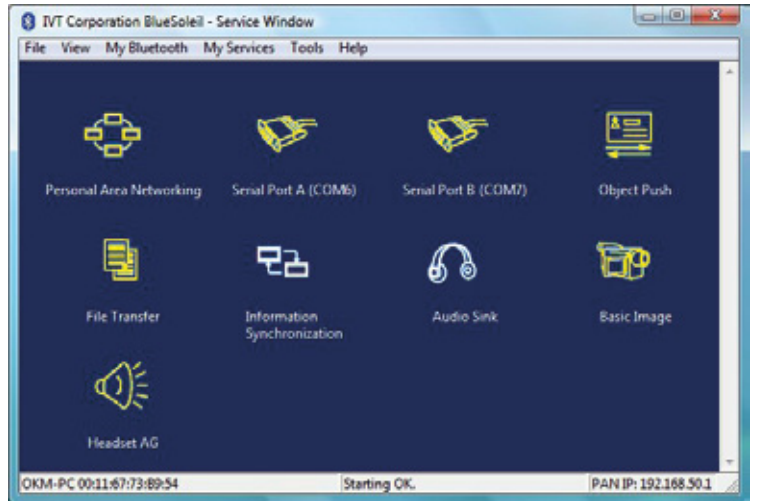 IVT Corporation BlueSoleil - Service Window
File View My Bluetooth My Services Tools Help
Personal Area Networking Serial Port A (COM6) Serial Port B (COM7) Object Push
File Transfer Information Audio Sink Basic Image
Synchronization
Headset AG
OKM-PC 00:11:67:73:B9:54 Starting OK. PAN IP: 192.168.50.1